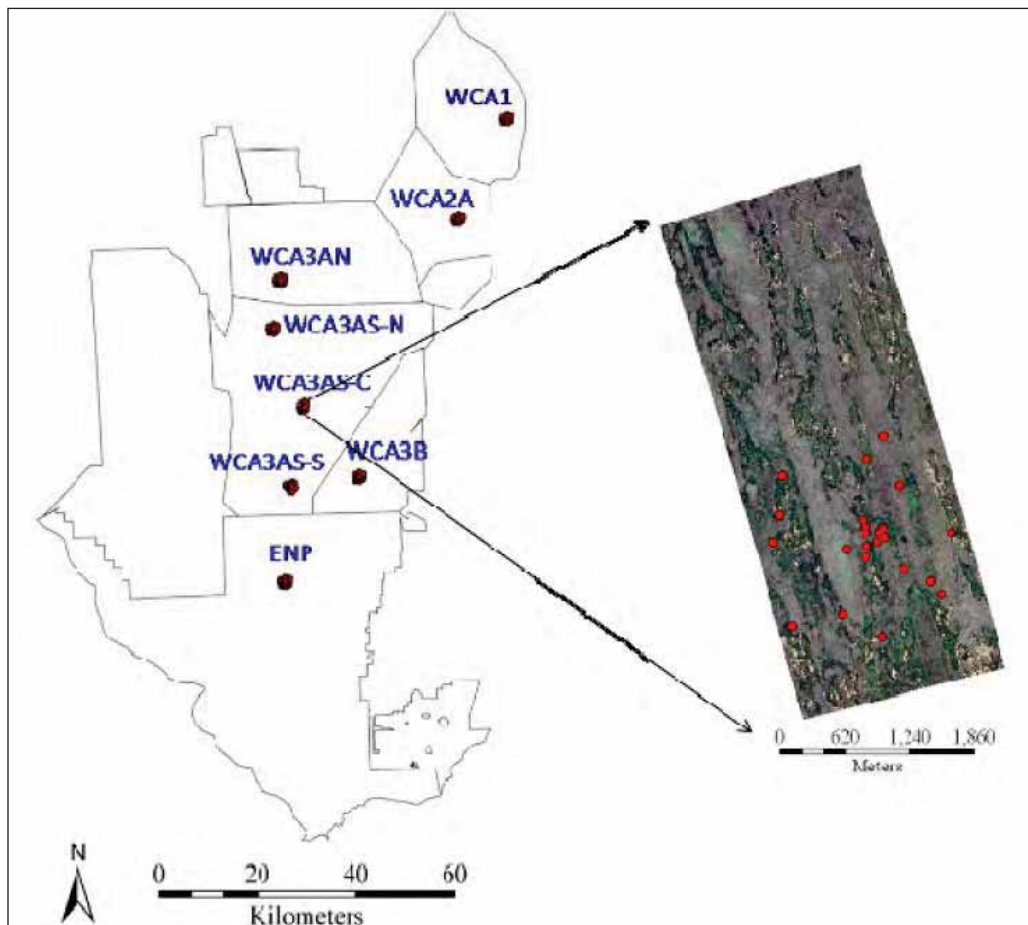 WCA1
WCA2A
WCA3AN
WCA3AS-N
WCA3AS-C
WCA3AS-S
WCA3B
ENP
0 620 1,240 1,860
Meters
N
0 20 40 60
Kilometers